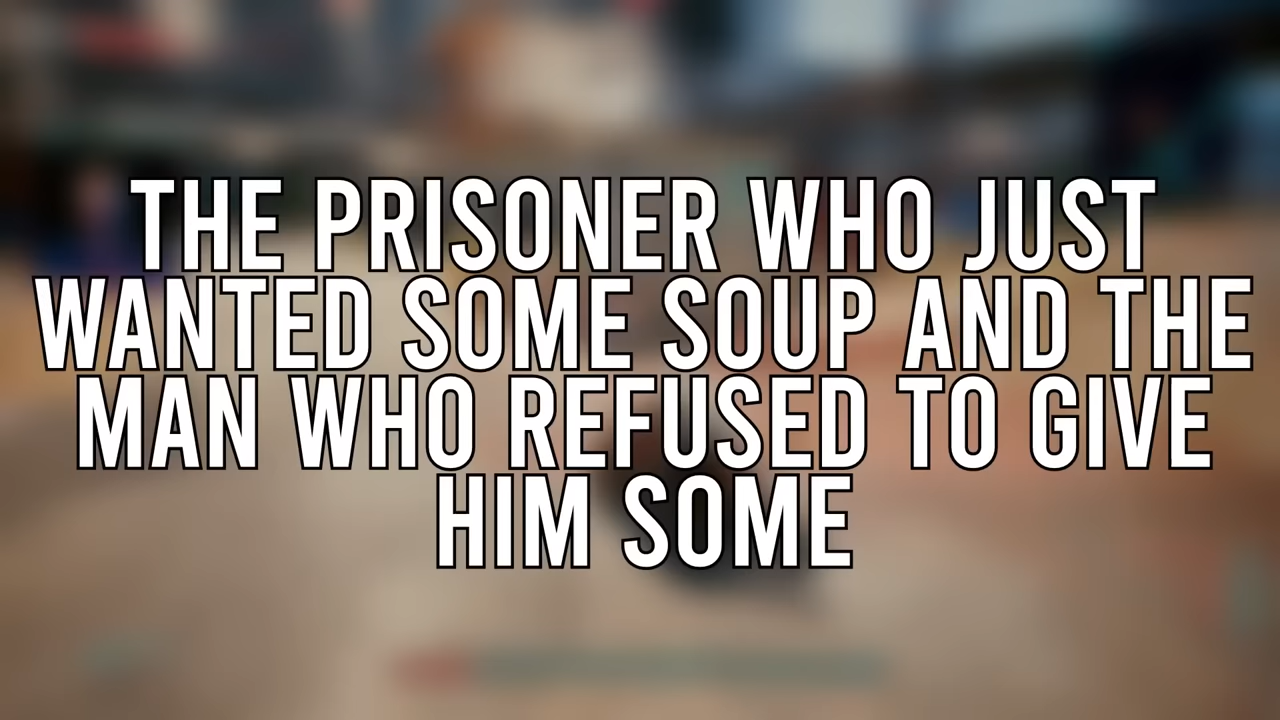 THE PRISONER WHO JUST
WANTED SOME SOUP AND THE
MAN WHO REFUSED TO GIVE
HIM SOME